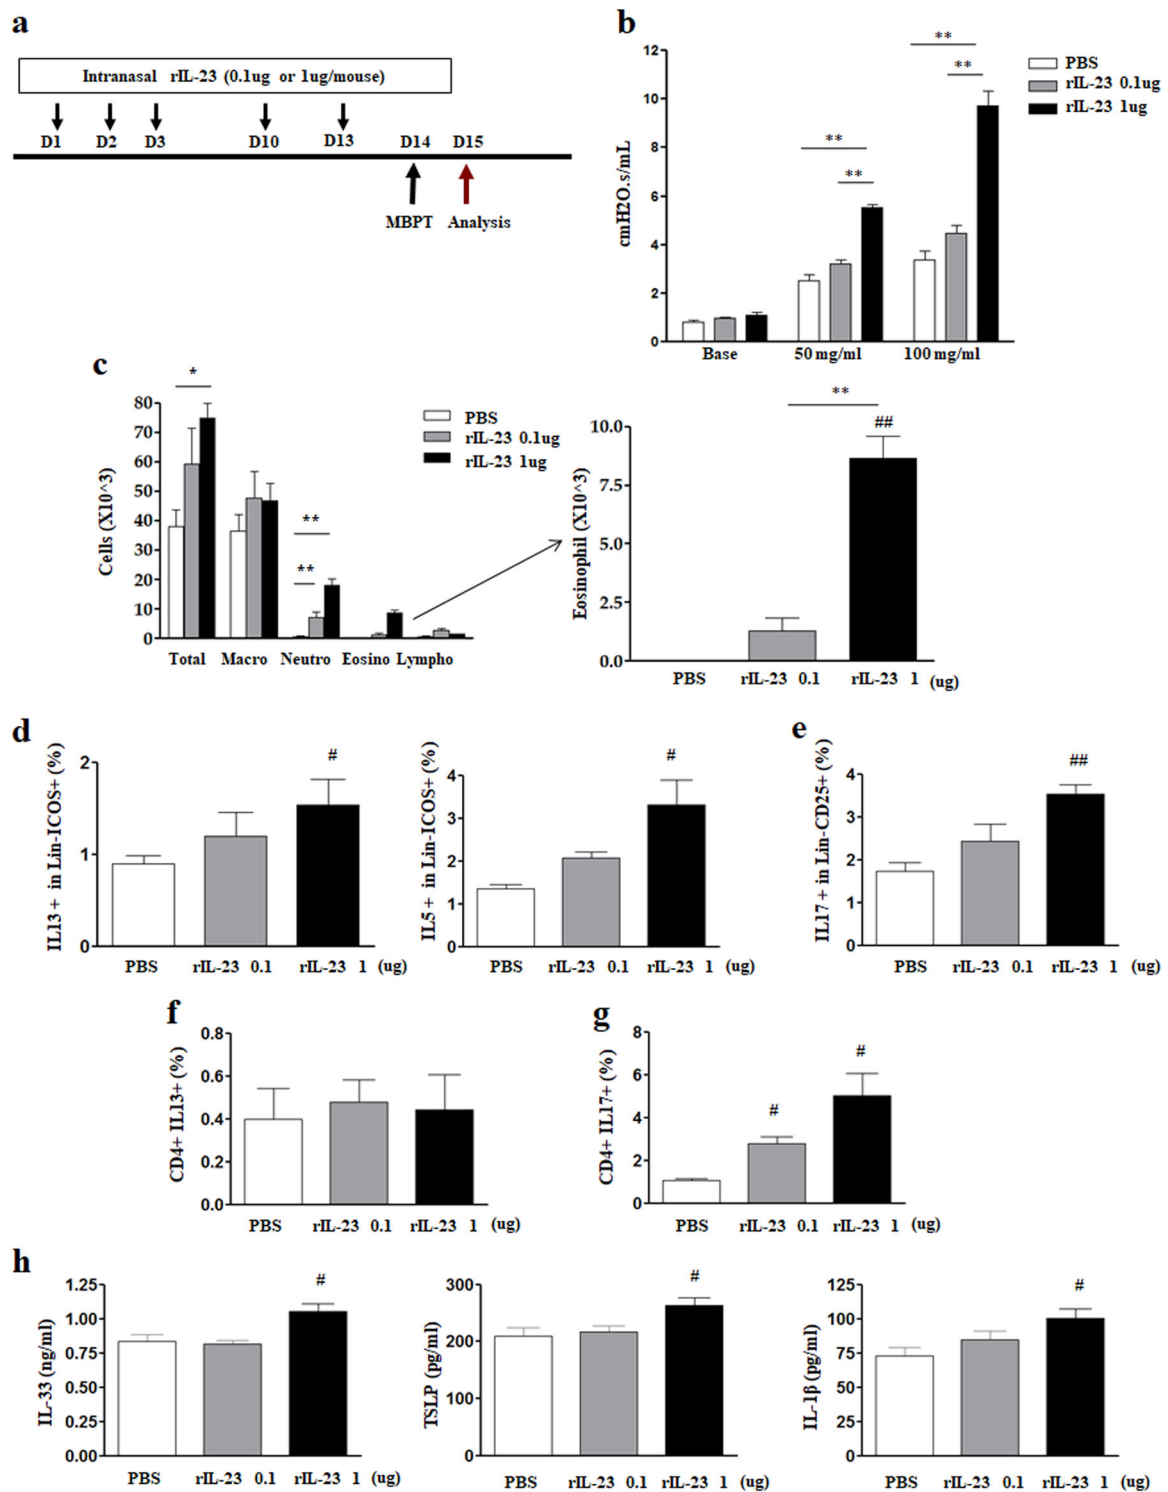 a
Intranasal rIL-23 (0.1ug or 1ug/mouse)
D1 D2 D3 D10 D13 D14 D15
MBPT Analysis
b
cmH2O.s/mL
12
10
8
6
4
2
0
** ** ** **
PBS
rIL-23 0.1ug
rIL-23 1ug
Base 50 mg/ml 100 mg/ml
c
Cells (X10^3)
80
70
60
50
40
30
20
10
0
*
**
**
PBS
rIL-23 0.1ug
rIL-23 1ug
Total Macro Neutro Eosino Lympho
Eosinophil (X10^3)
10.0
7.5
5.0
2.5
0.0
**
##
PBS rIL-23 0.1 rIL-23 1 (ug)
d
IL13+ in Lin-ICOS+ (%)
2
1
0
#
PBS rIL-23 0.1 rIL-23 1 (ug)
IL5+ in Lin-ICOS+ (%)
4
3
2
1
0
#
PBS rIL-23 0.1 rIL-23 1 (ug)
e
IL17+ in Lin-CD25+ (%)
4
3
2
1
0
##
PBS rIL-23 0.1 rIL-23 1 (ug)
f
CD4+ IL13+ (%)
0.8
0.6
0.4
0.2
0.0
PBS rIL-23 0.1 rIL-23 1 (ug)
g
CD4+ IL17+ (%)
8
6
4
2
0
#
#
PBS rIL-23 0.1 rIL-23 1 (ug)
h
IL-33 (ng/ml)
1.25
1.00
0.75
0.50
0.25
0.00
#
PBS rIL-23 0.1 rIL-23 1 (ug)
TSLP (pg/ml)
300
200
100
0
#
PBS rIL-23 0.1 rIL-23 1 (ug)
IL-1β (pg/ml)
125
100
75
50
25
0
#
PBS rIL-23 0.1 rIL-23 1 (ug)